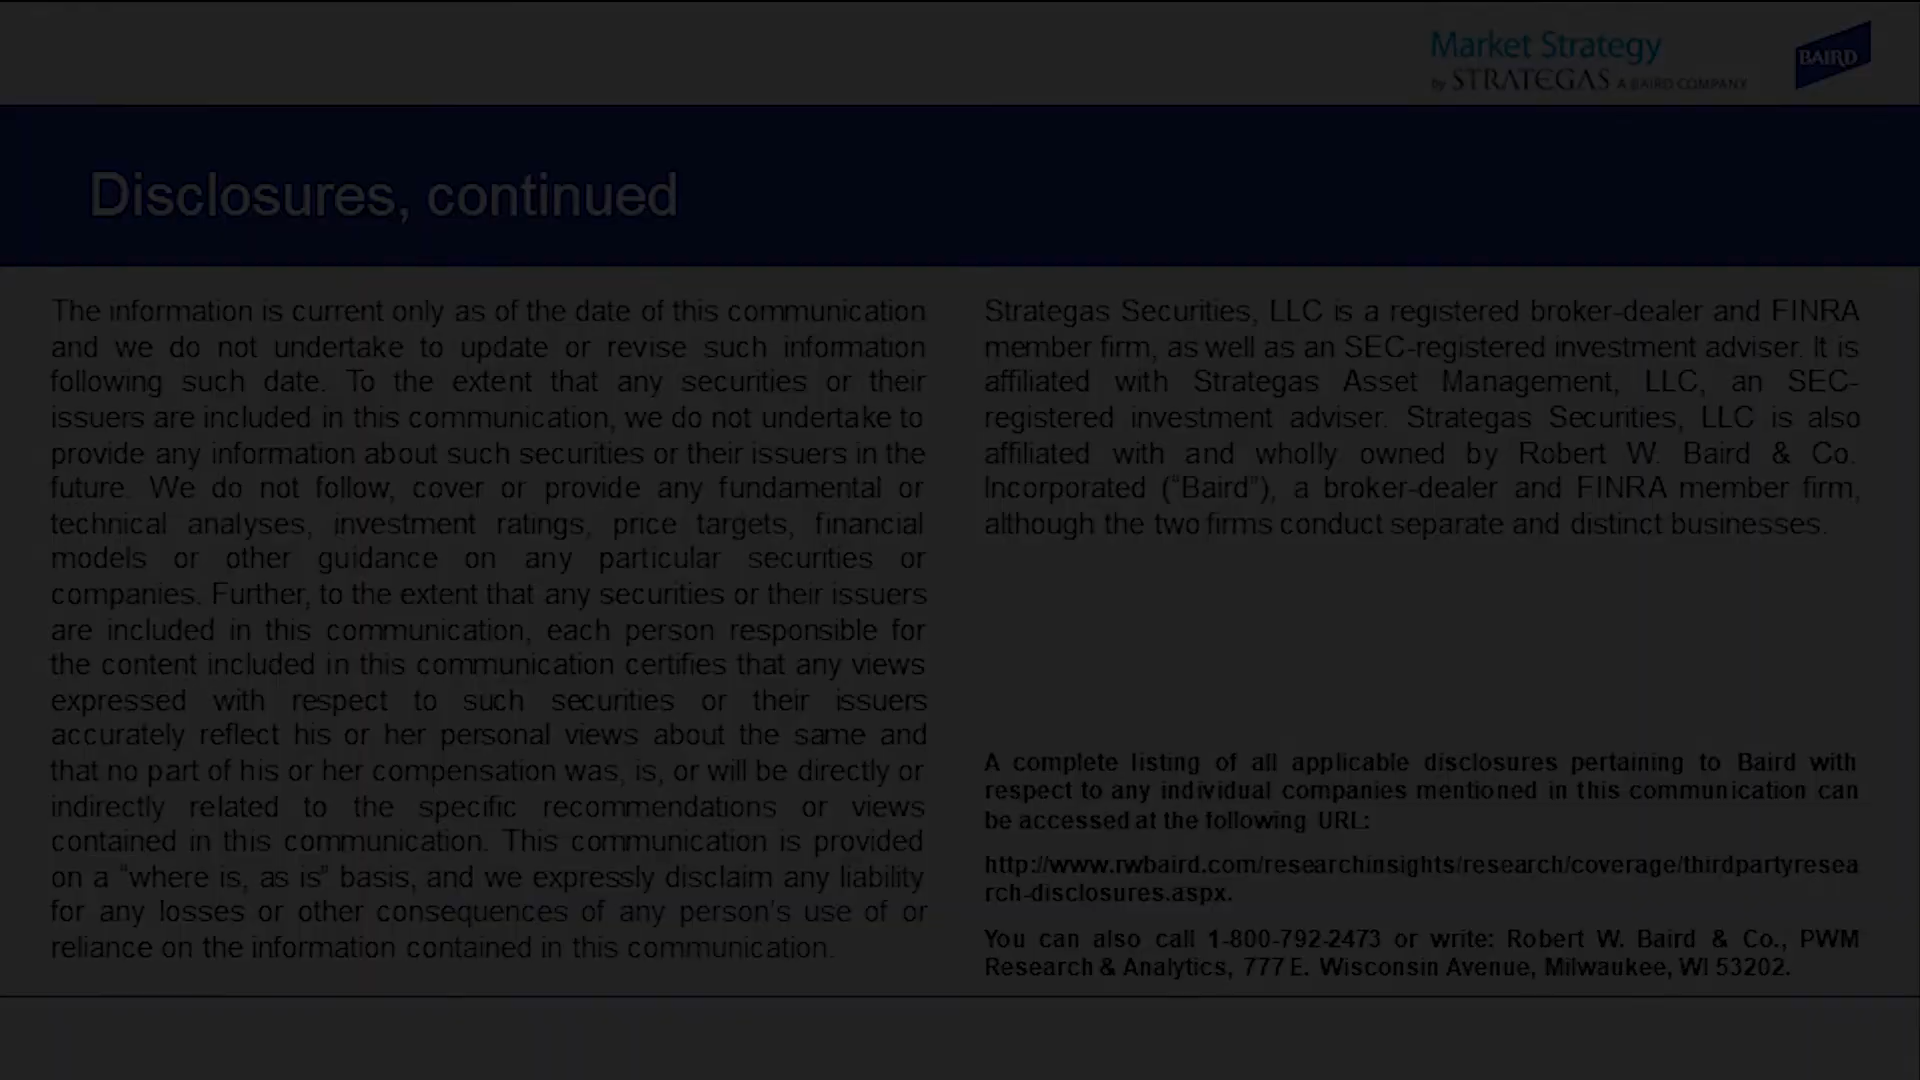 Market Strategy
by STRATEGAS A BAIRD COMPANY
BAIRD
Disclosures, continued
The information is current only as of the date of this communication
and we do not undertake to update or revise such information
following such date. To the extent that any securities or their
issuers are included in this communication, we do not undertake to
provide any information about such securities or their issuers in the
future. We do not follow, cover or provide any fundamental or
technical analyses, investment ratings, price targets, financial
models or other guidance on any particular securities or
companies. Further, to the extent that any securities or their issuers
are included in this communication, each person responsible for
the content included in this communication certifies that any views
expressed with respect to such securities or their issuers
accurately reflect his or her personal views about the same and
that no part of his or her compensation was, is, or will be directly or
indirectly related to the specific recommendations or views
contained in this communication. This communication is provided
on a “where is, as is” basis, and we expressly disclaim any liability
for any losses or other consequences of any person’s use of or
reliance on the information contained in this communication.
Strategas Securities, LLC is a registered broker-dealer and FINRA
member firm, as well as an SEC-registered investment adviser. It is
affiliated with Strategas Asset Management, LLC, an SEC-
registered investment adviser. Strategas Securities, LLC is also
affiliated with and wholly owned by Robert W. Baird & Co.
Incorporated (“Baird”), a broker-dealer and FINRA member firm,
although the two firms conduct separate and distinct businesses.
A complete listing of all applicable disclosures pertaining to Baird with
respect to any individual companies mentioned in this communication can
be accessed at the following URL:
http://www.rwbaird.com/researchinsights/research/coverage/thirdpartyresea
rch-disclosures.aspx.
You can also call 1-800-792-2473 or write: Robert W. Baird & Co., PWM
Research & Analytics, 777 E. Wisconsin Avenue, Milwaukee, WI 53202.